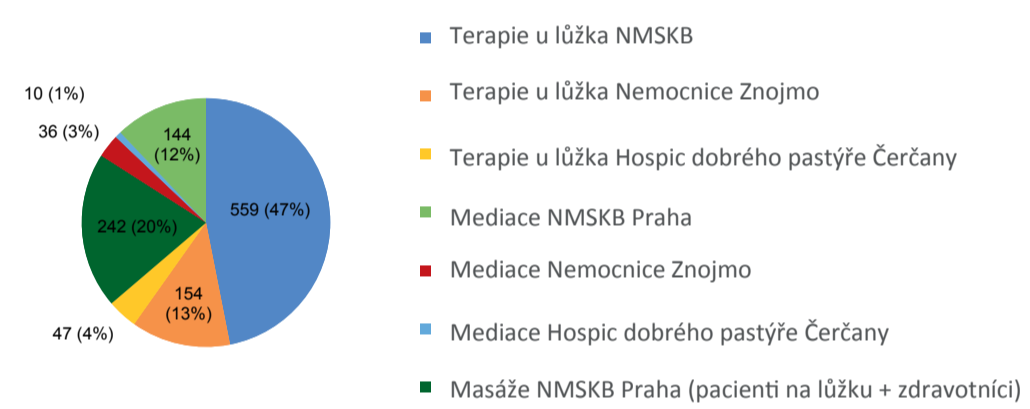 10 (1%)
36 (3%)
144
(12%)
559 (47%)
242 (20%)
154
(13%)
47 (4%)
Terapie u lůžka NMSKB
Terapie u lůžka Nemocnice Znojmo
Terapie u lůžka Hospic dobrého pastýře Čerčany
Mediace NMSKB Praha
Mediace Nemocnice Znojmo
Mediace Hospic dobrého pastýře Čerčany
Masáže NMSKB Praha (pacienti na lůžku + zdravotníci)